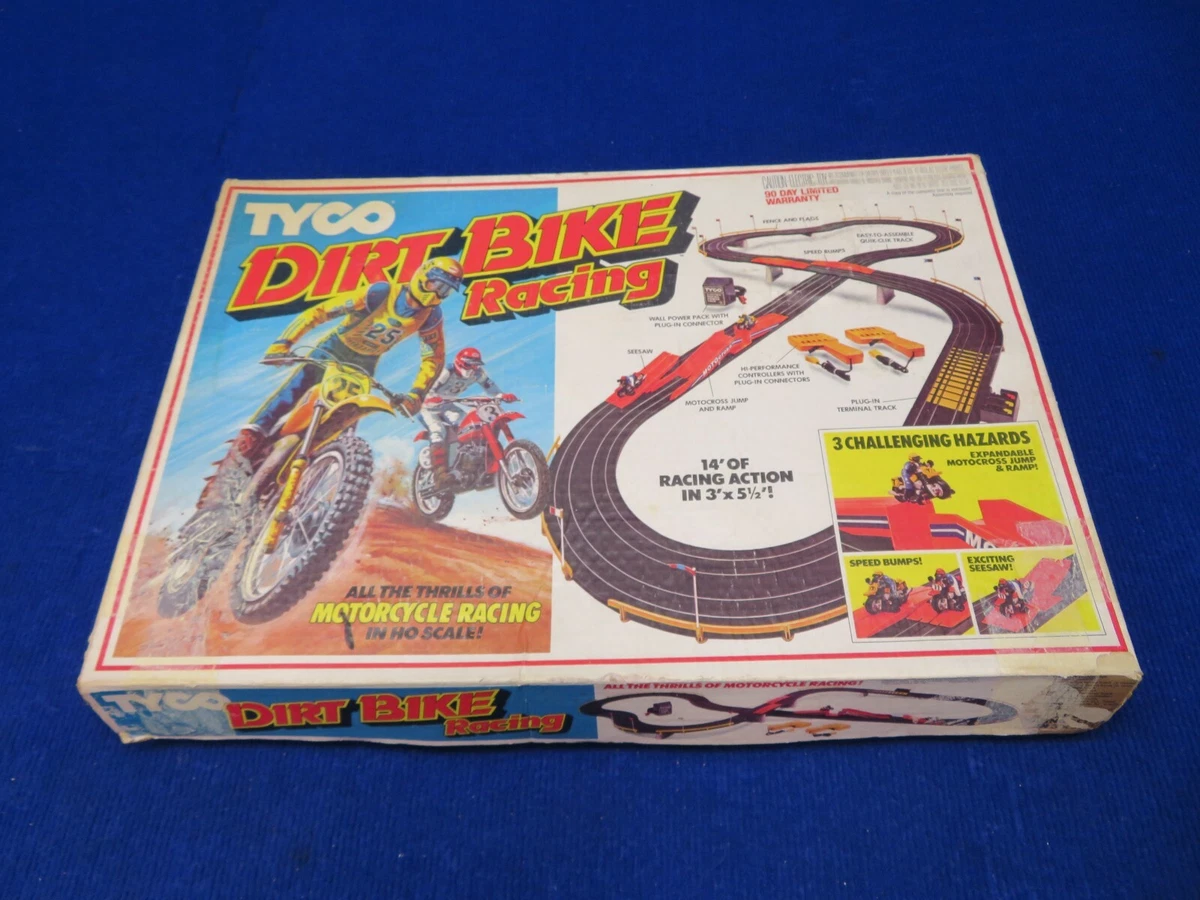 TYCO
DIRT BIKE
Racing
25
ALL THE THRILLS OF
MOTORCYCLE RACING
IN HO SCALE!
90 DAY LIMITED
WARRANTY
FENCE AND FLAGS
EASY-TO-ASSEMBLE
QUIK-CLIK TRACK
SPEED BUMPS
TYCO
WALL POWER PACK WITH
PLUG-IN CONNECTOR
SEESAW
MOTOCROSS
HI-PERFORMANCE
CONTROLLERS WITH
PLUG-IN CONNECTORS
MOTOCROSS JUMP
AND RAMP
PLUG-IN
TERMINAL TRACK
14' OF
RACING ACTION
IN 3' x 5½'!
3 CHALLENGING HAZARDS
EXPANDABLE
MOTOCROSS JUMP
& RAMP!
SPEED BUMPS!
EXCITING
SEESAW!
TYCO
DIRT BIKE
Racing
ALL THE THRILLS OF MOTORCYCLE RACING!